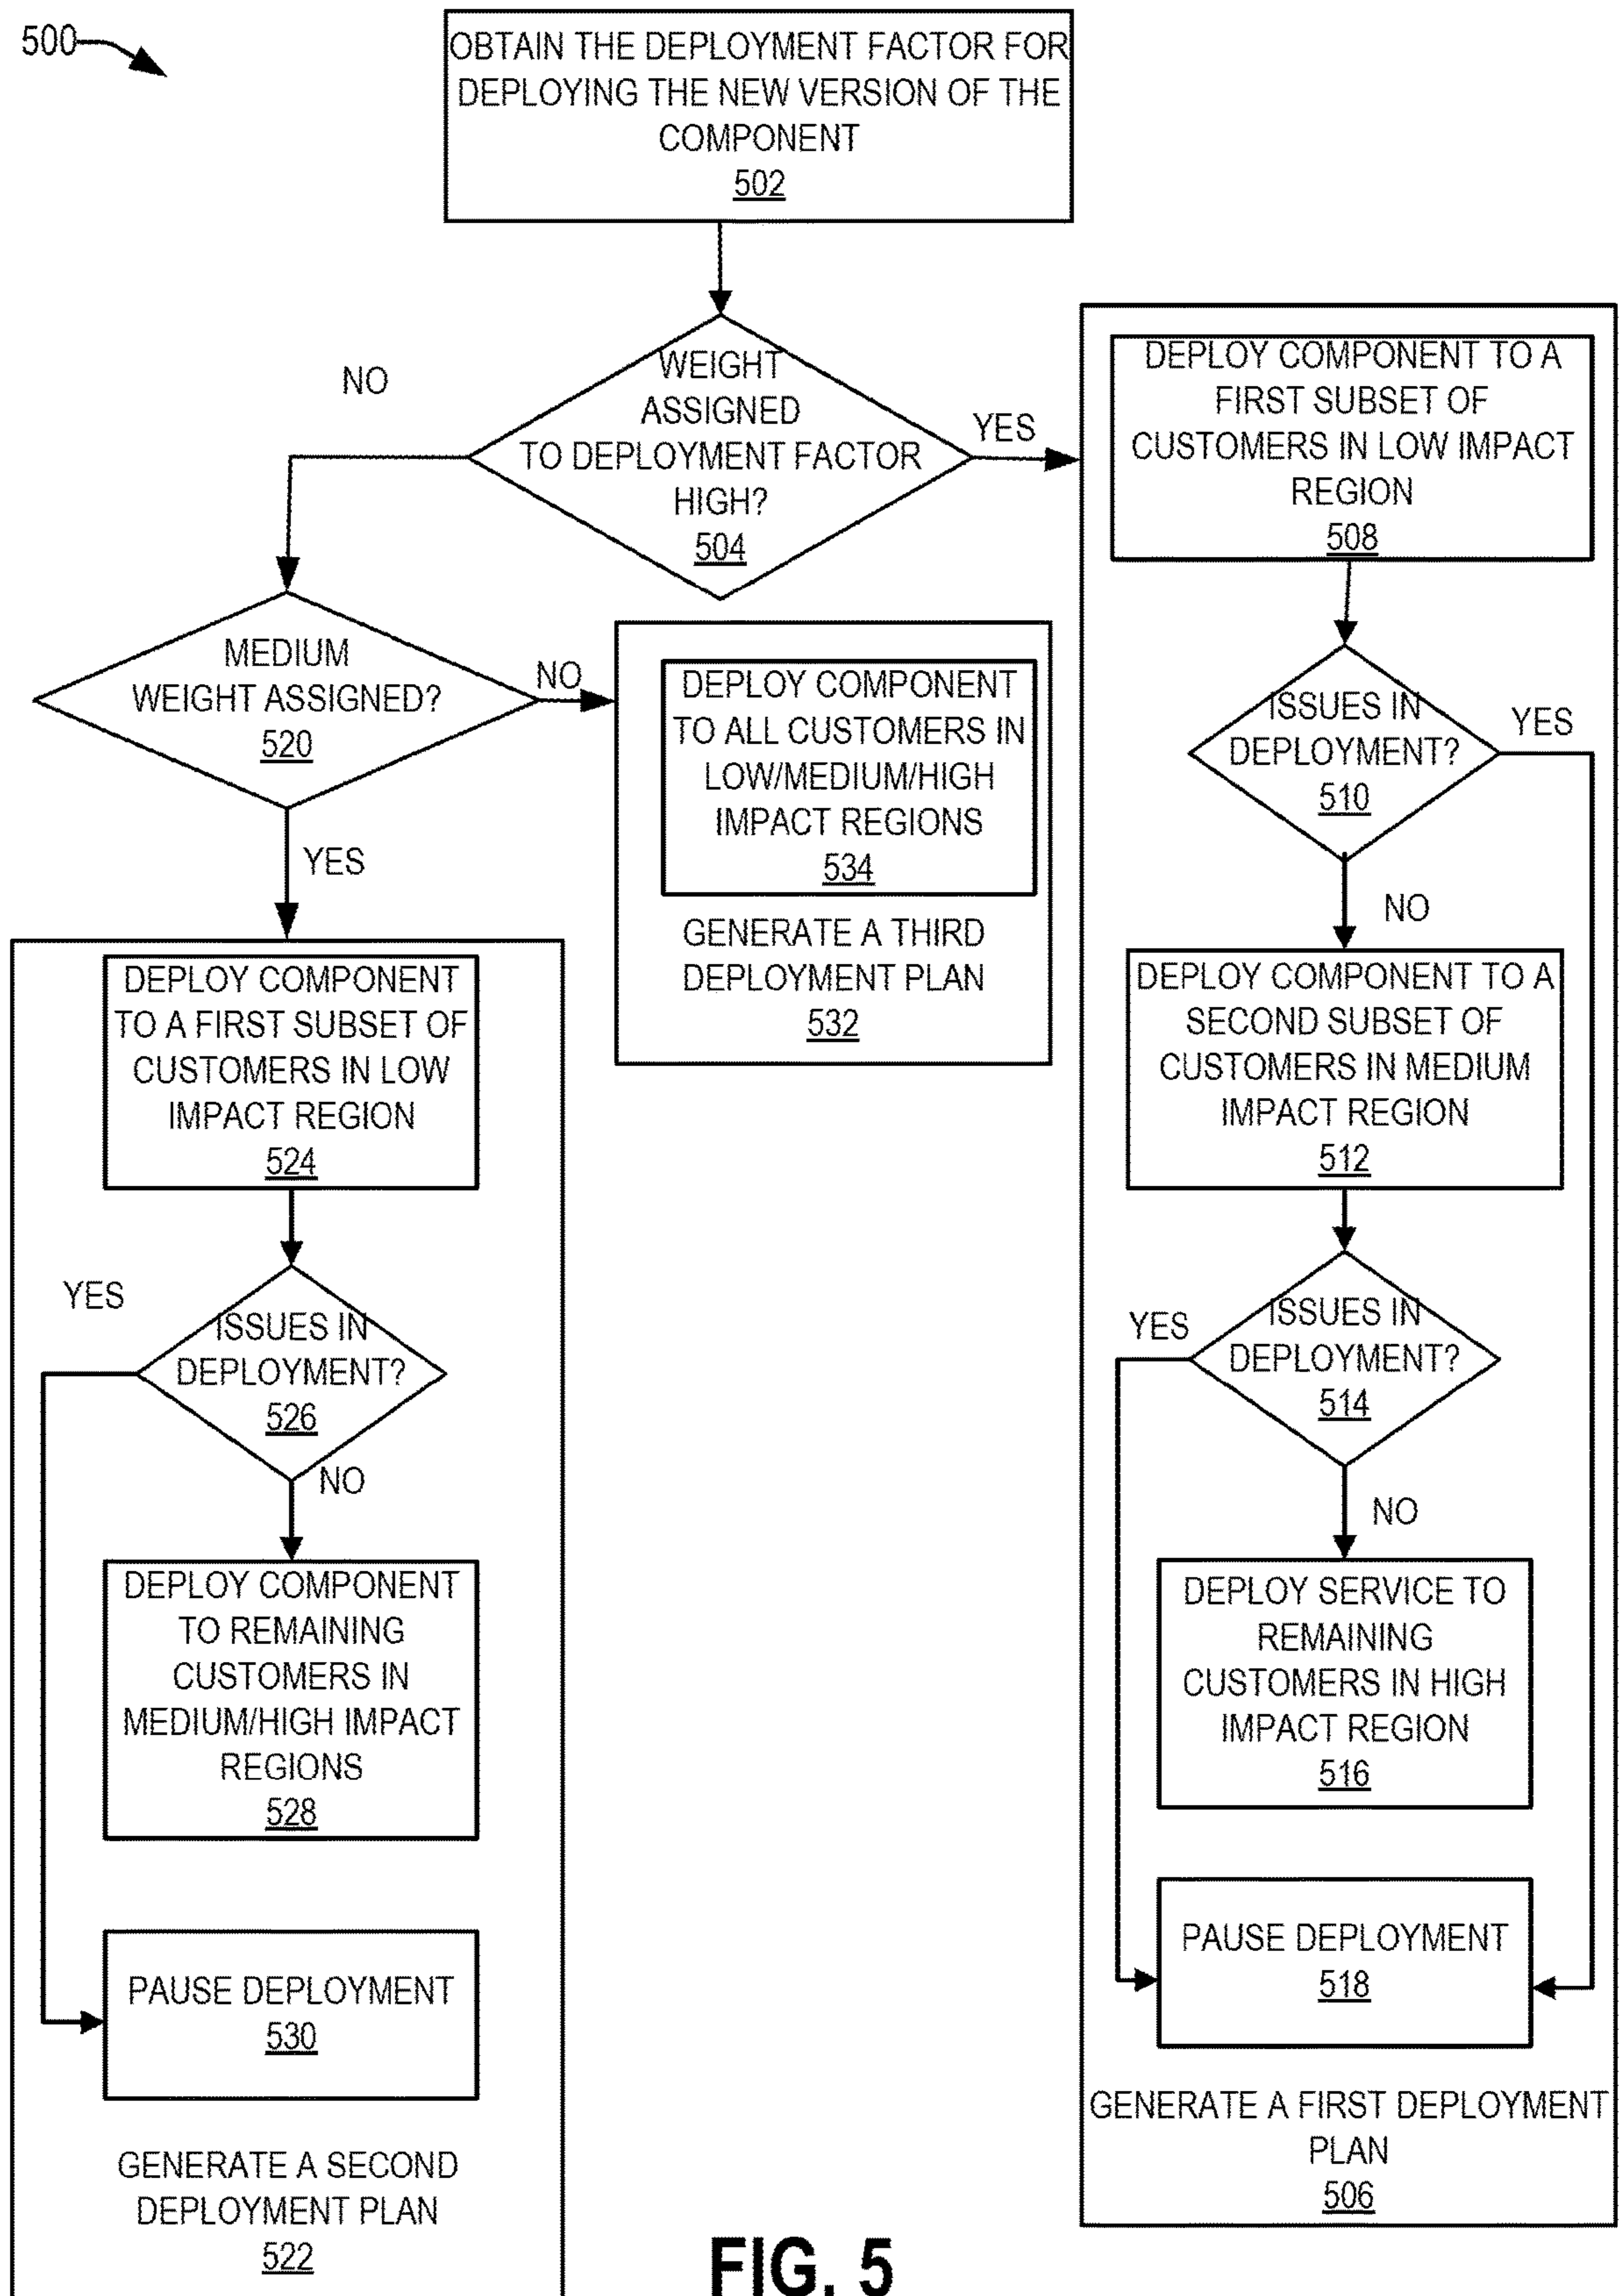 500
OBTAIN THE DEPLOYMENT FACTOR FOR
DEPLOYING THE NEW VERSION OF THE
COMPONENT
502
WEIGHT
ASSIGNED
TO DEPLOYMENT FACTOR
HIGH?
504
NO
YES
MEDIUM
WEIGHT ASSIGNED?
520
NO
YES
DEPLOY COMPONENT
TO ALL CUSTOMERS IN
LOW/MEDIUM/HIGH
IMPACT REGIONS
534
GENERATE A THIRD
DEPLOYMENT PLAN
532
DEPLOY COMPONENT TO A
FIRST SUBSET OF
CUSTOMERS IN LOW IMPACT
REGION
508
ISSUES IN
DEPLOYMENT?
510
YES
NO
DEPLOY COMPONENT TO A
SECOND SUBSET OF
CUSTOMERS IN MEDIUM
IMPACT REGION
512
ISSUES IN
DEPLOYMENT?
514
YES
NO
DEPLOY SERVICE TO
REMAINING
CUSTOMERS IN HIGH
IMPACT REGION
516
PAUSE DEPLOYMENT
518
GENERATE A FIRST DEPLOYMENT
PLAN
506
DEPLOY COMPONENT
TO A FIRST SUBSET OF
CUSTOMERS IN LOW
IMPACT REGION
524
YES
ISSUES IN
DEPLOYMENT?
526
NO
DEPLOY COMPONENT
TO REMAINING
CUSTOMERS IN
MEDIUM/HIGH IMPACT
REGIONS
528
PAUSE DEPLOYMENT
530
GENERATE A SECOND
DEPLOYMENT PLAN
522
FIG. 5